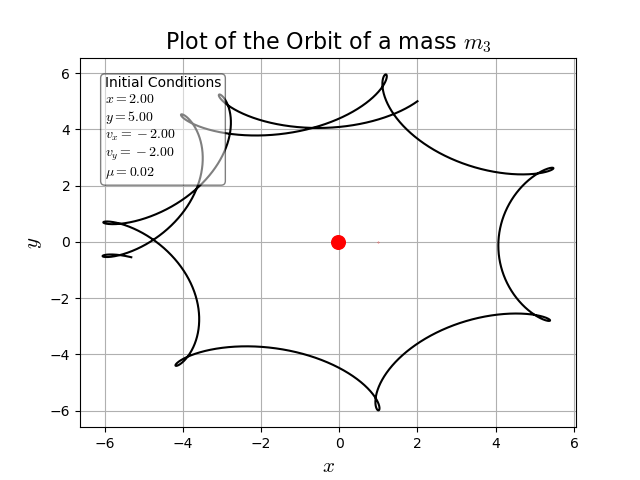 Plot of the Orbit of a mass m₃
Initial Conditions
x = 2.00
y = 5.00
vₓ = −2.00
v_y = −2.00
μ = 0.02
6
4
2
0
−2
−4
−6
y
−6 −4 −2 0 2 4 6
x